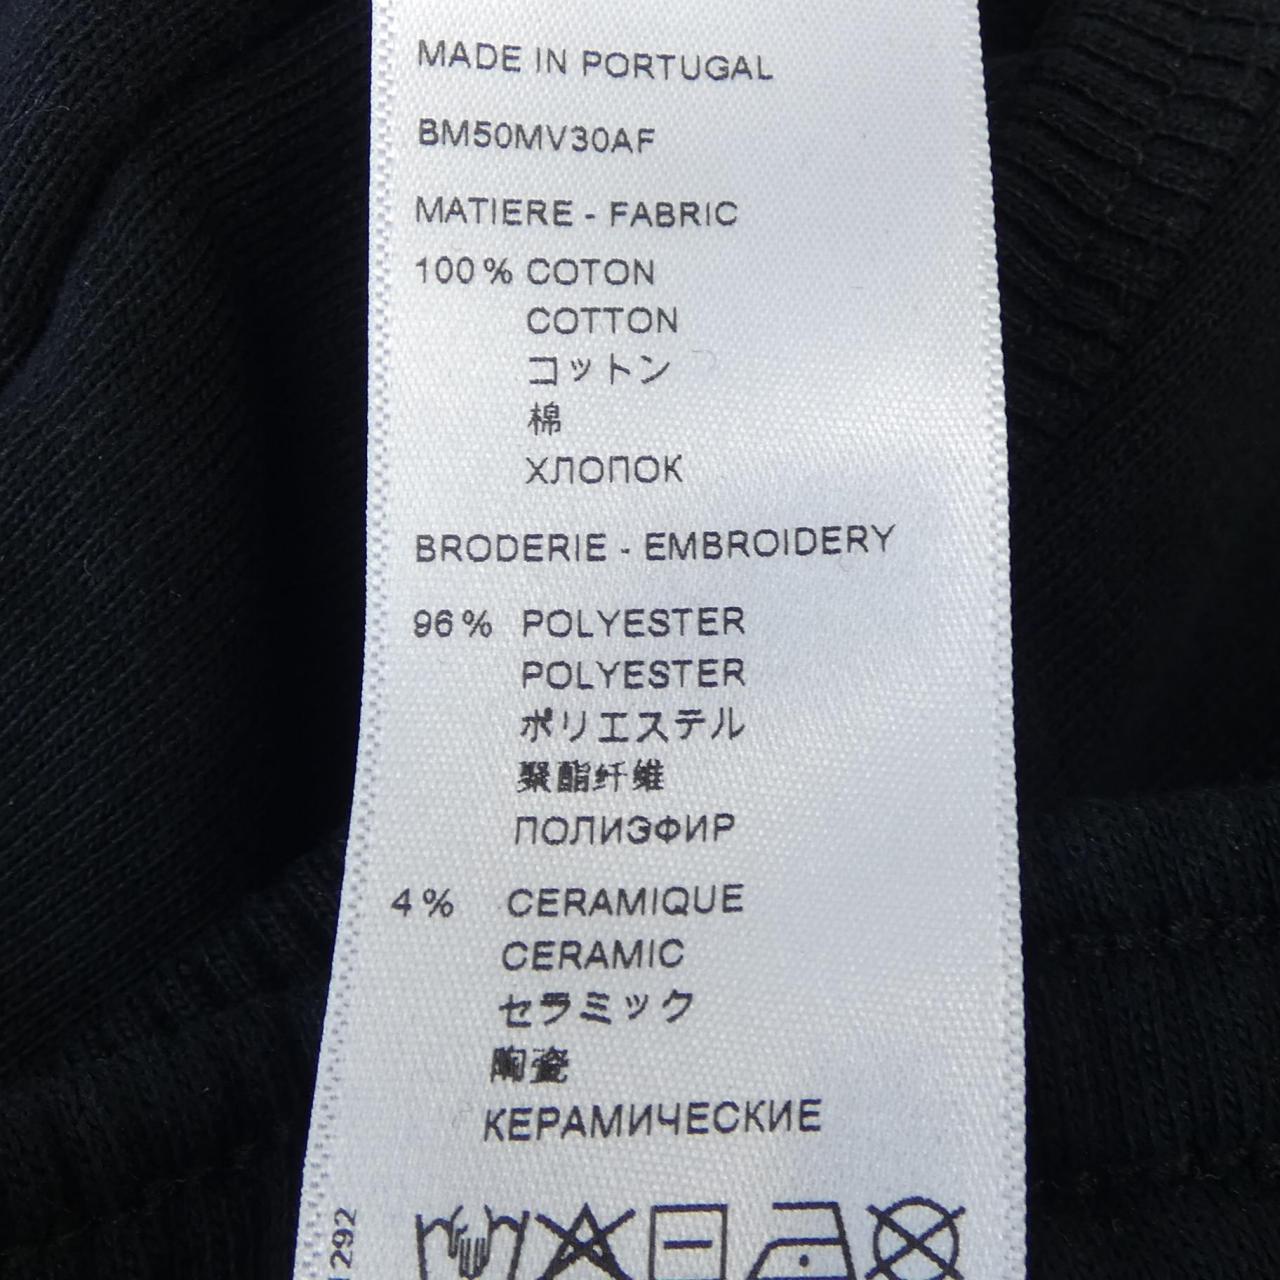 MADE IN PORTUGAL
BM50MV30AF
MATIERE - FABRIC
100 % COTON
COTTON
コットン
棉
ХЛОПОК
BRODERIE - EMBROIDERY
96 % POLYESTER
POLYESTER
ポリエステル
聚酯纤维
ПОЛИЭФИР
4 % CERAMIQUE
CERAMIC
セラミック
陶瓷
КЕРАМИЧЕСКИЕ
1292